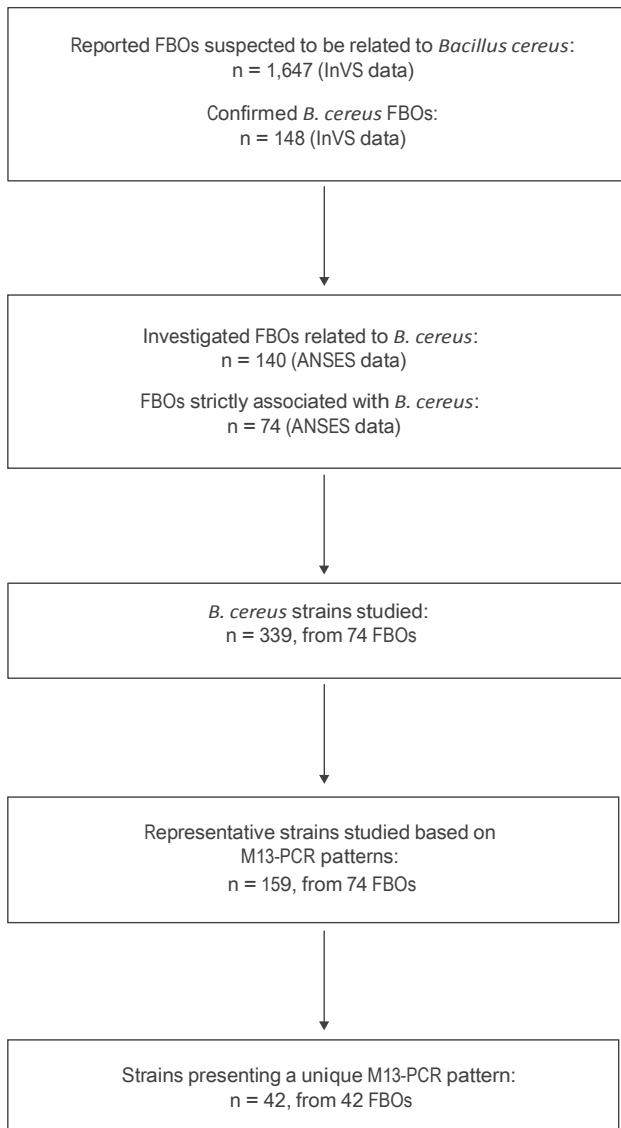 Reported FBOs suspected to be related to Bacillus cereus:
n = 1,647 (InVS data)
Confirmed B. cereus FBOs:
n = 148 (InVS data)
Investigated FBOs related to B. cereus:
n = 140 (ANSES data)
FBOs strictly associated with B. cereus:
n = 74 (ANSES data)
B. cereus strains studied:
n = 339, from 74 FBOs
Representative strains studied based on
M13-PCR patterns:
n = 159, from 74 FBOs
Strains presenting a unique M13-PCR pattern:
n = 42, from 42 FBOs